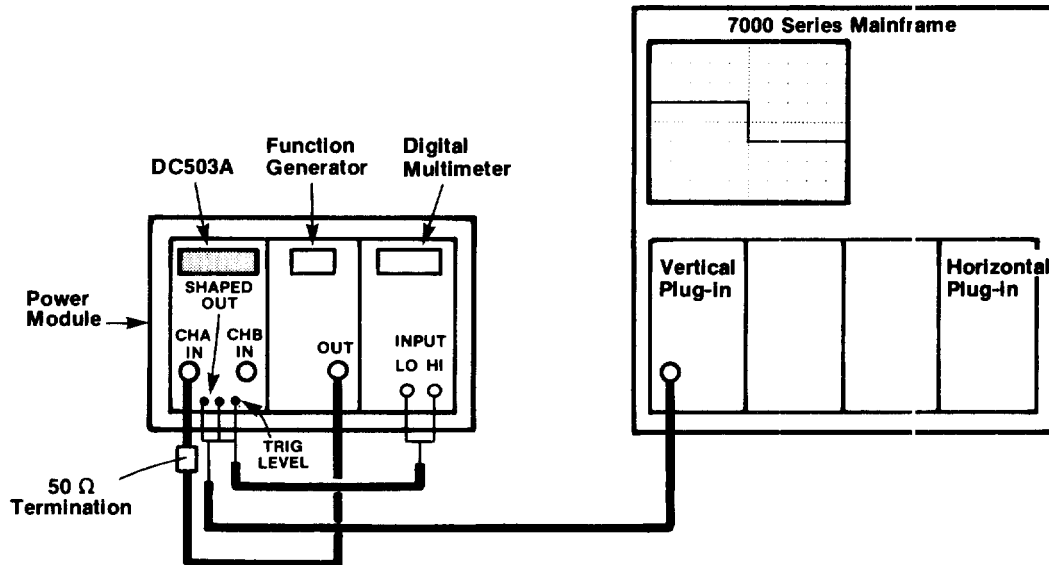 7000 Series Mainframe
DC503A
Function
Generator
Digital
Multimeter
Power
Module
SHAPED
OUT
CHA
IN
CHB
IN
OUT
INPUT
LO HI
TRIG
LEVEL
50 Ω
Termination
Vertical
Plug-in
Horizontal
Plug-in